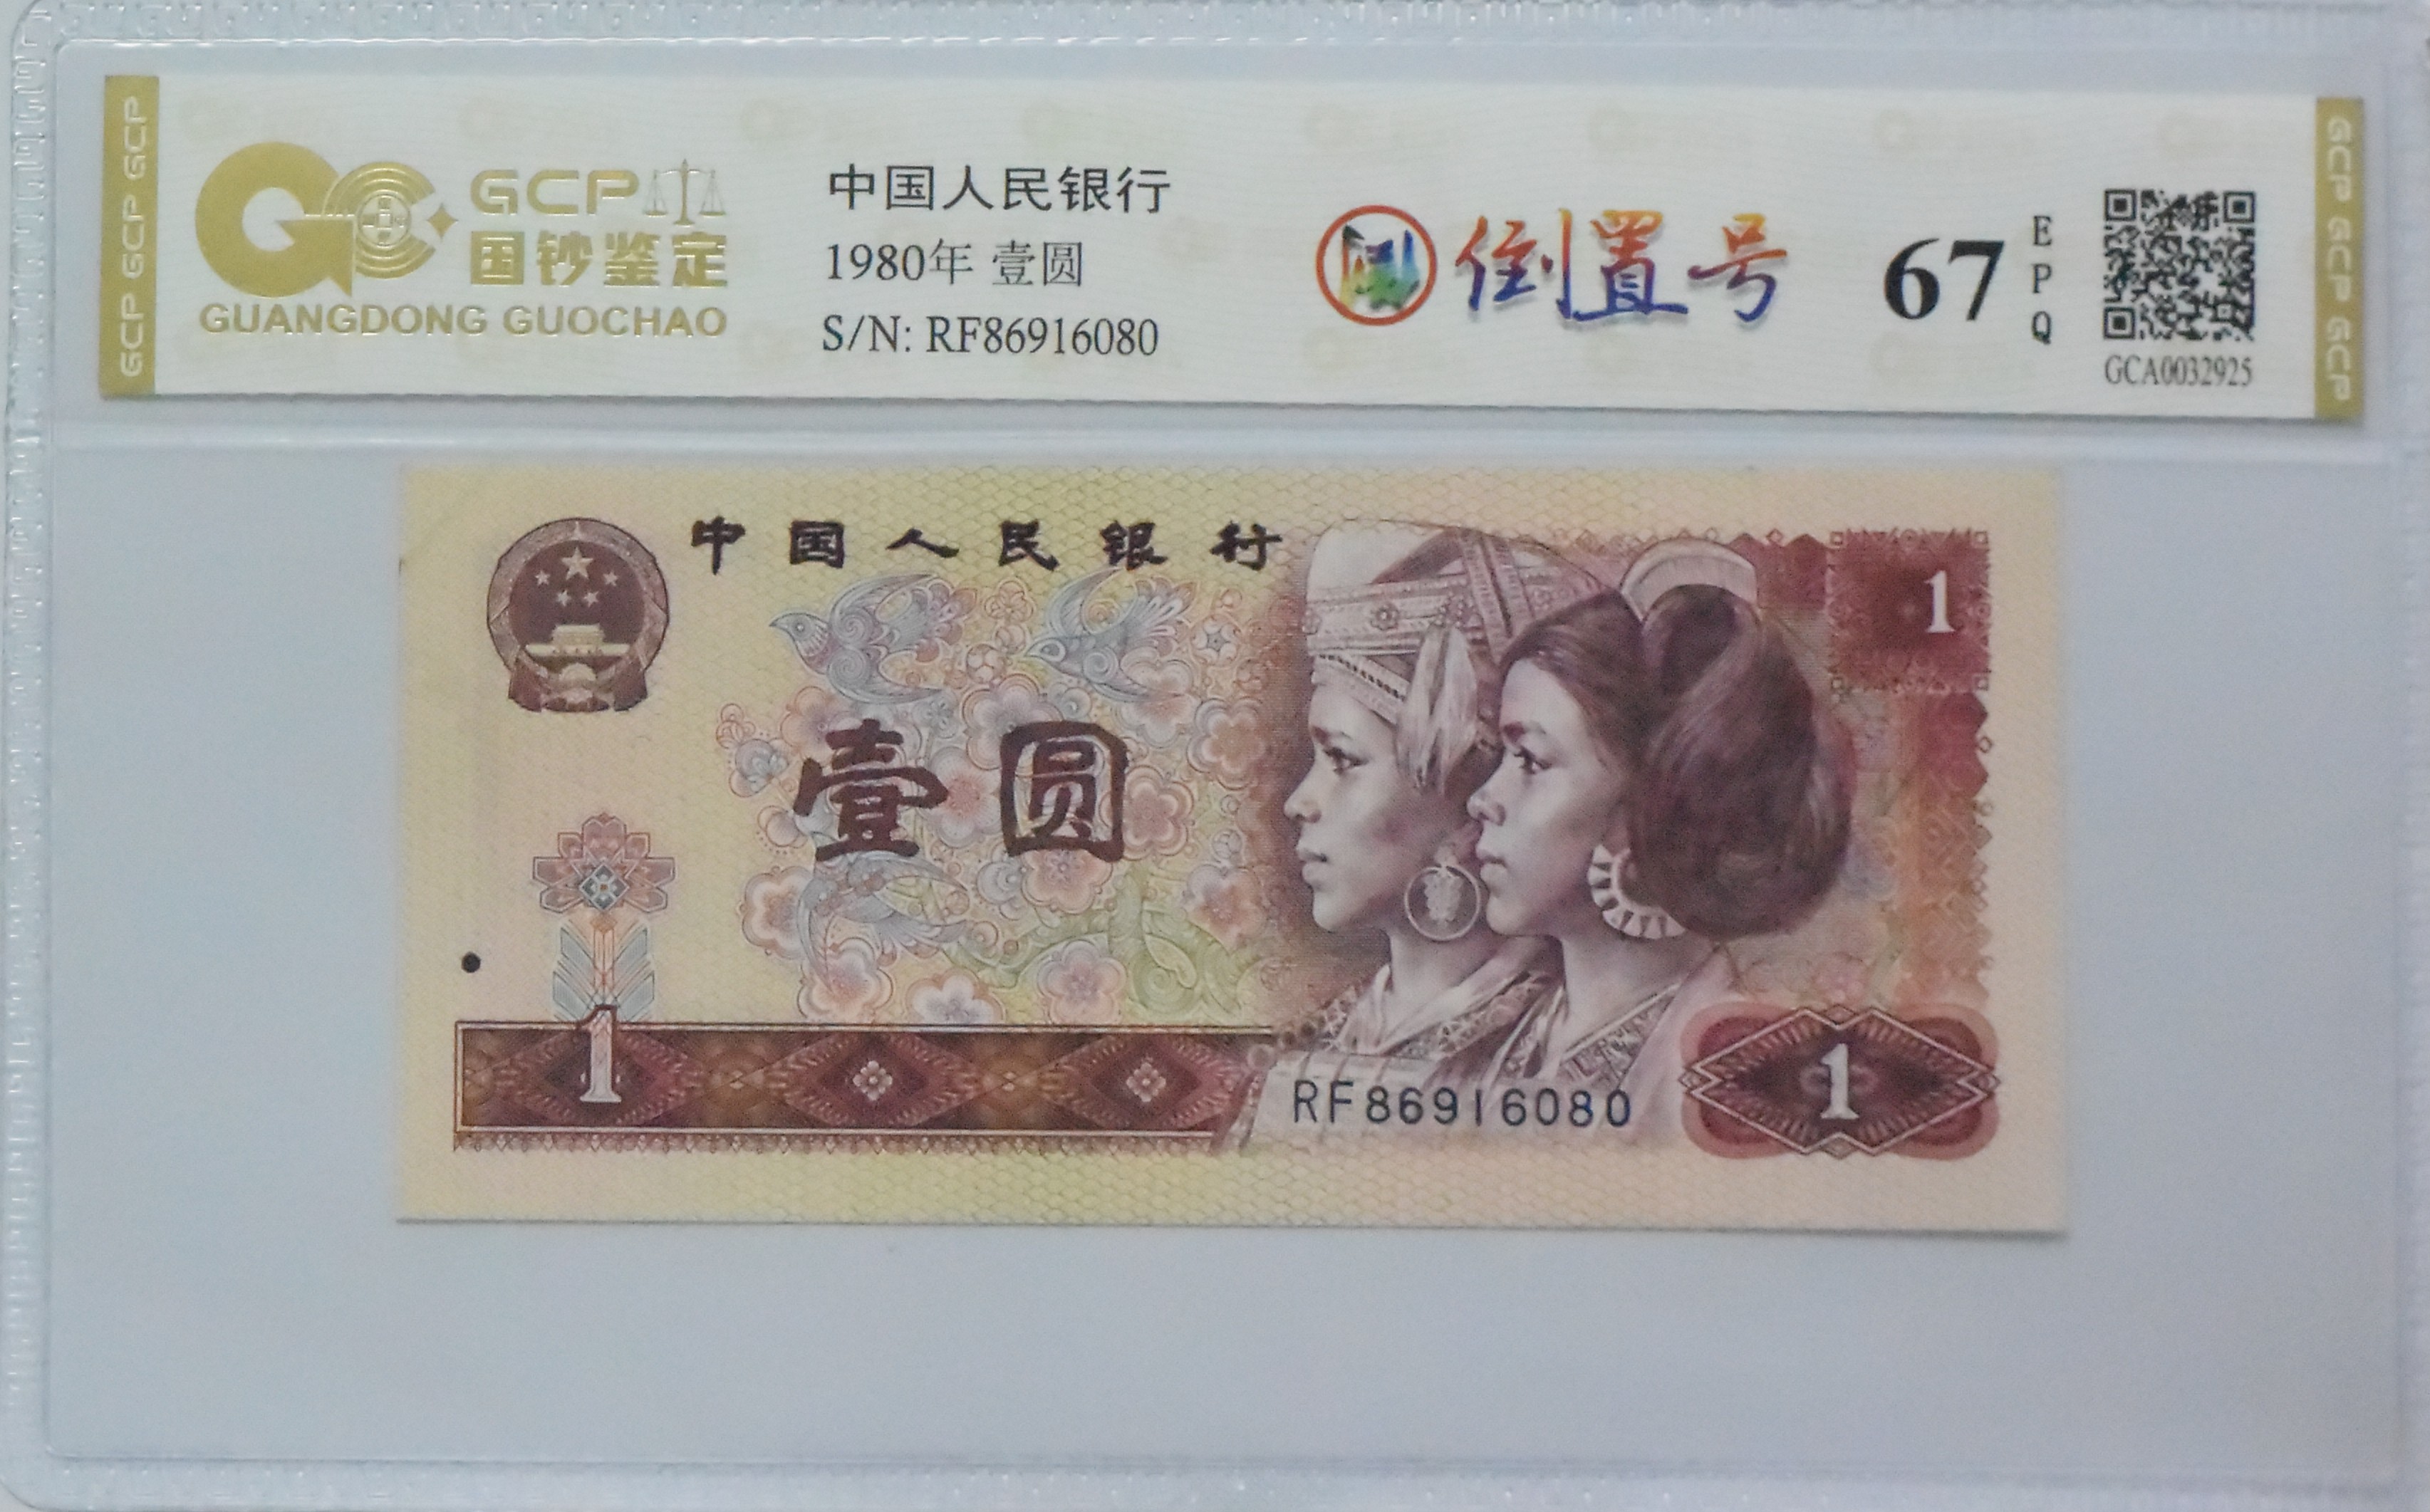 GCP GCP GCP
GCP
国钞鉴定
GUANGDONG GUOCHAO
中国人民银行
1980年 壹圆
S/N: RF86916080
倒置号
67
EPQ
GCA0032925
GCP GCP GCP
中国人民银行
1
壹圆
1
RF86916080
1